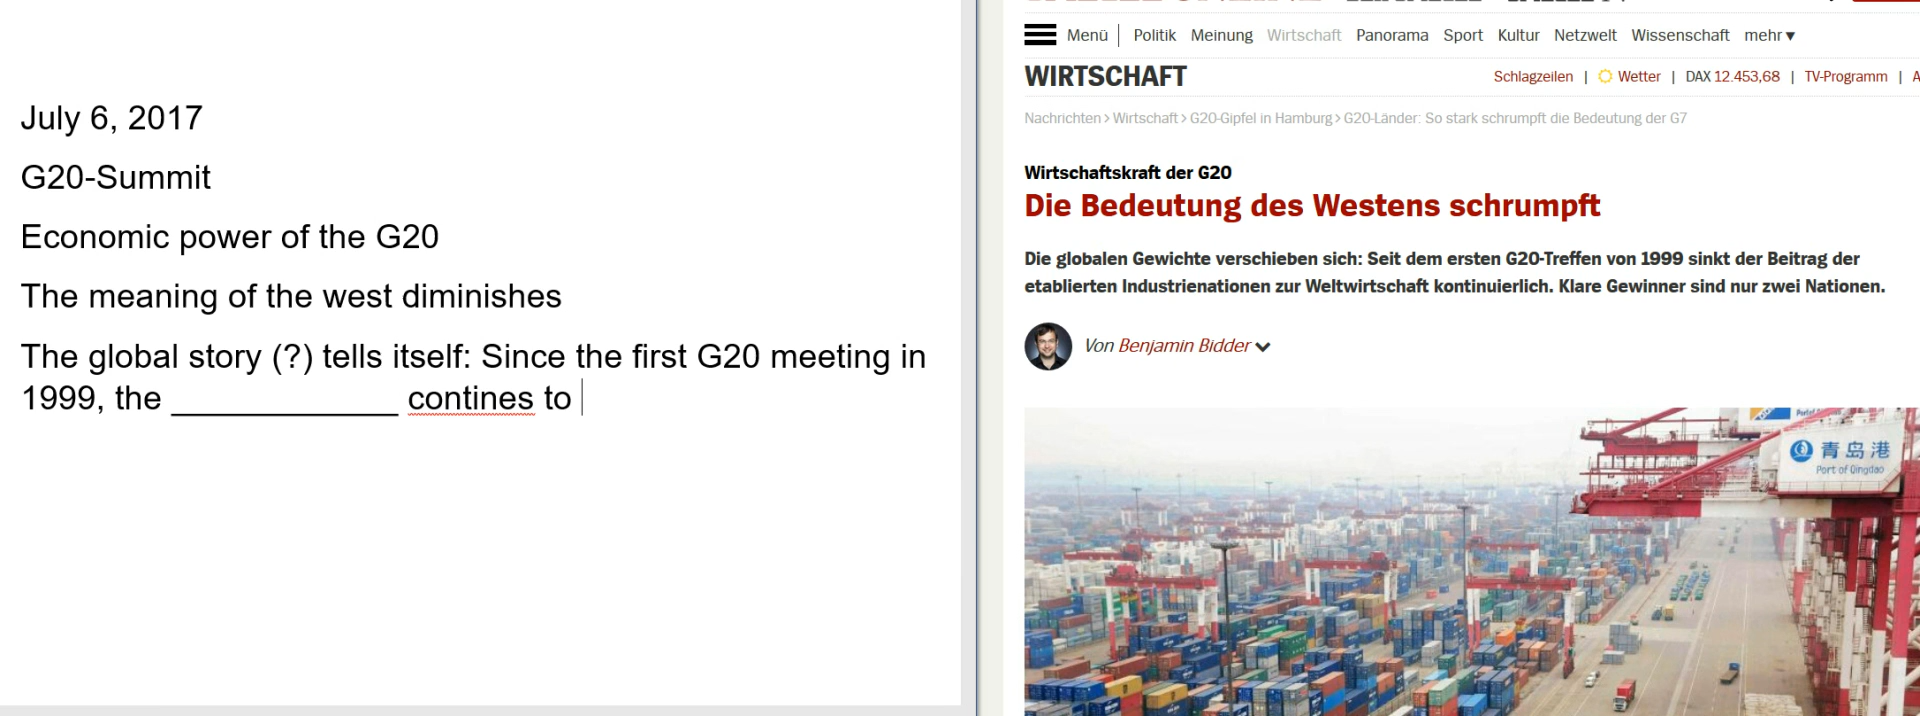 July 6, 2017
G20-Summit
Economic power of the G20
The meaning of the west diminishes
The global story (?) tells itself: Since the first G20 meeting in
1999, the ____________ contines to
Menü Politik Meinung Wirtschaft Panorama Sport Kultur Netzwelt Wissenschaft mehr ▼
WIRTSCHAFT
Schlagzeilen | Wetter | DAX 12.453,68 | TV-Programm | A
Nachrichten > Wirtschaft > G20-Gipfel in Hamburg > G20-Länder: So stark schrumpft die Bedeutung der G7
Wirtschaftskraft der G20
Die Bedeutung des Westens schrumpft
Die globalen Gewichte verschieben sich: Seit dem ersten G20-Treffen von 1999 sinkt der Beitrag der
etablierten Industrienationen zur Weltwirtschaft kontinuierlich. Klare Gewinner sind nur zwei Nationen.
Von Benjamin Bidder
青岛港
Port of Qingdao